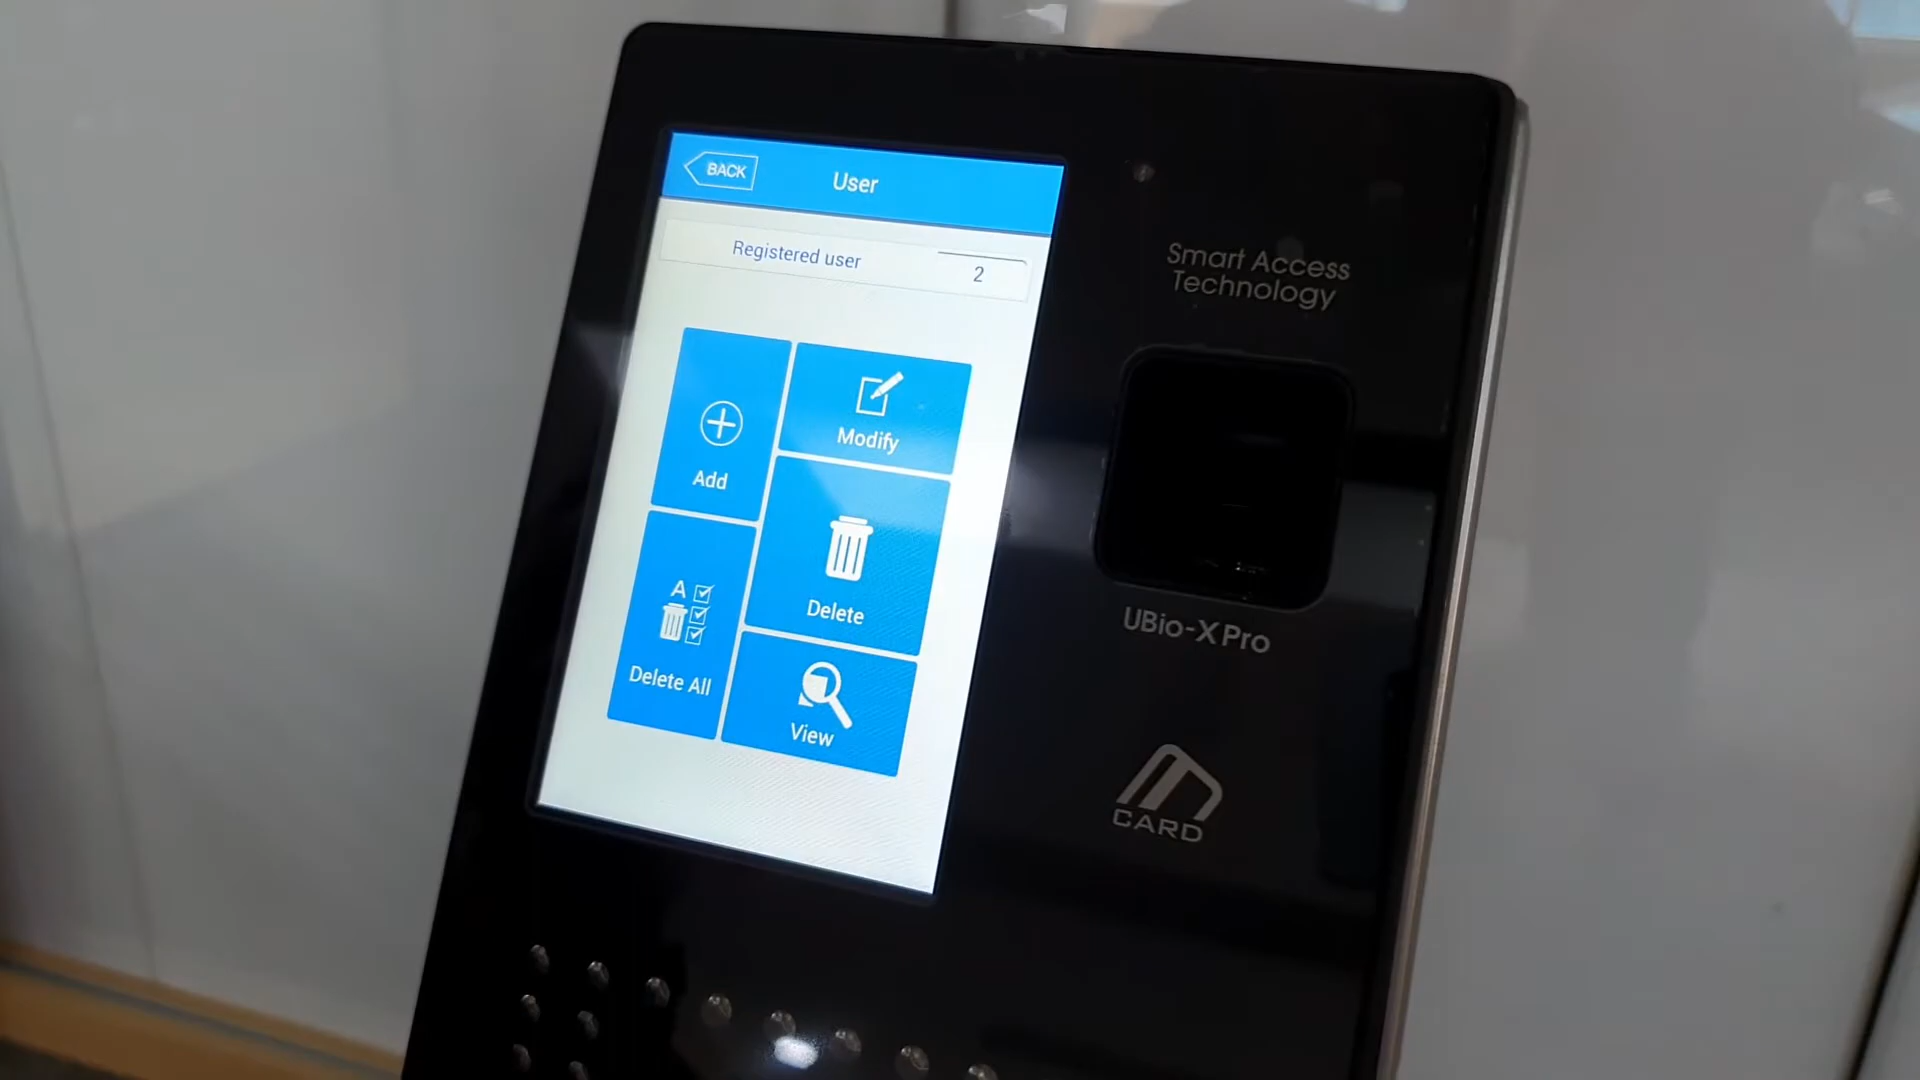 BACK
User
Registered user 2
Add
Modify
Delete
A
Delete All
View
Smart Access
Technology
UBio-X Pro
CARD